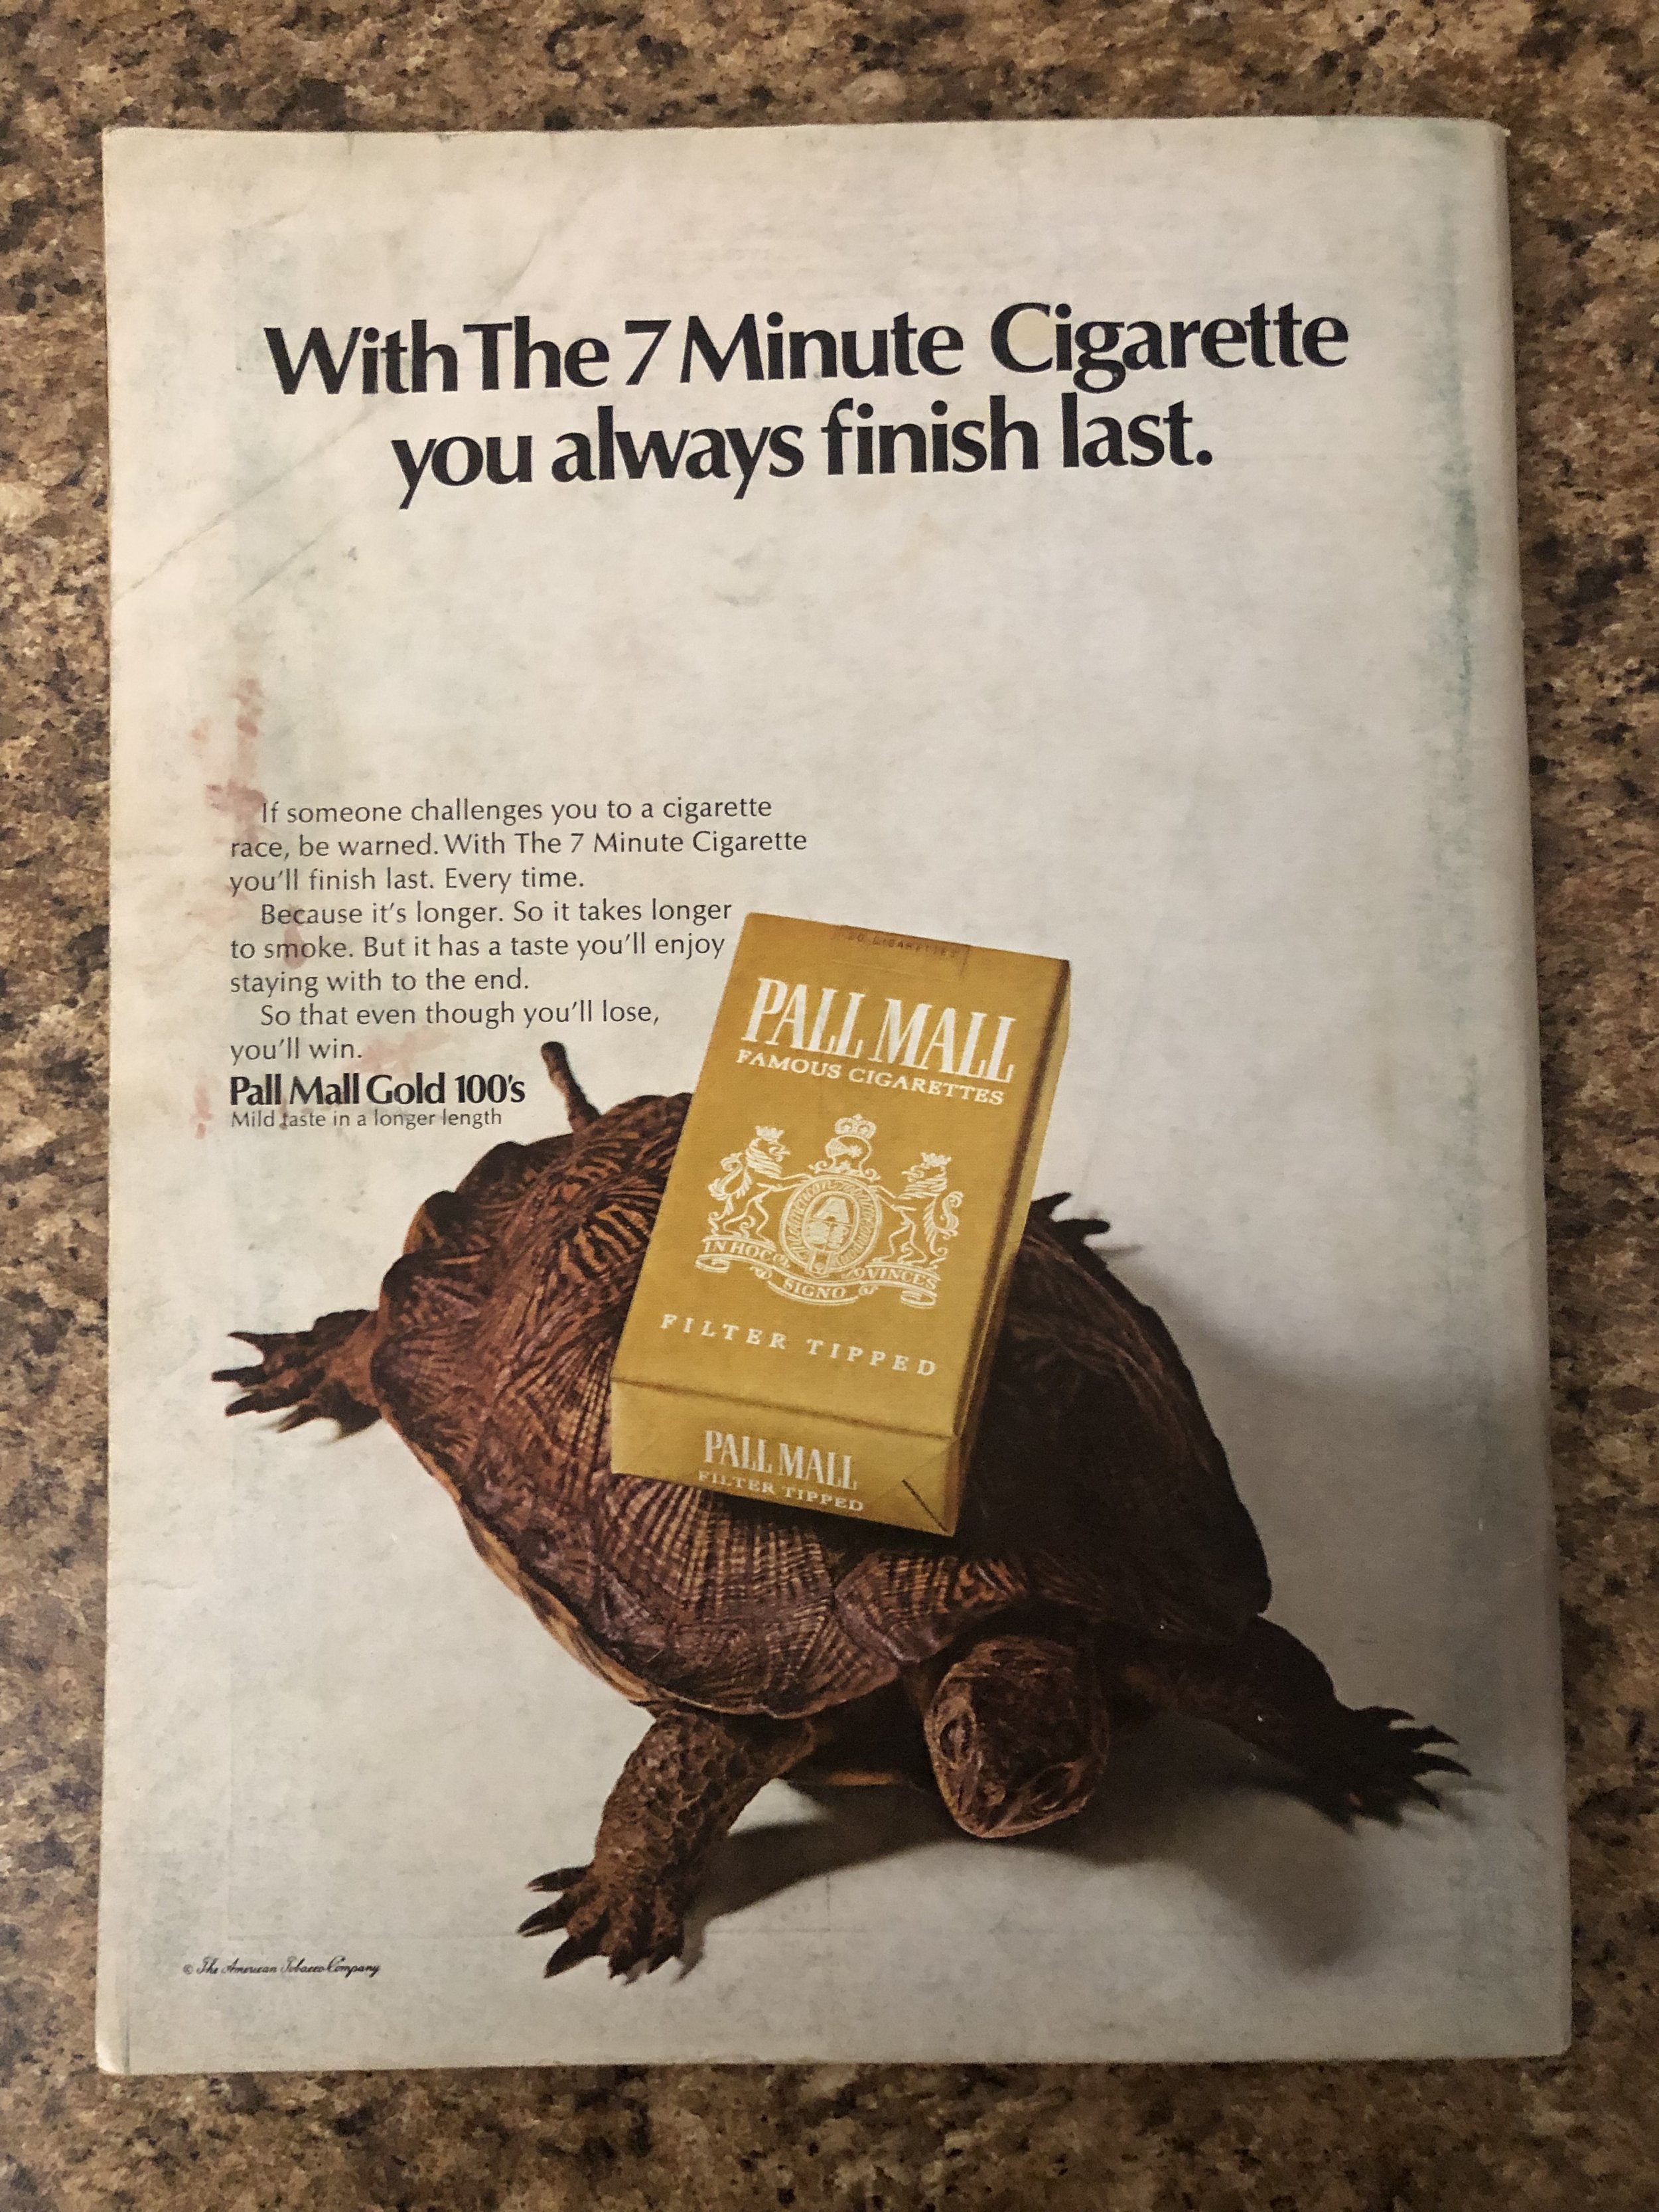 With The 7 Minute Cigarette
you always finish last.
If someone challenges you to a cigarette
race, be warned. With The 7 Minute Cigarette
you'll finish last. Every time.
Because it's longer. So it takes longer
to smoke. But it has a taste you'll enjoy
staying with to the end.
So that even though you'll lose,
you'll win.
Pall Mall Gold 100's
Mild taste in a longer length
20 CIGARETTES
PALL MALL
FAMOUS CIGARETTES
IN HOC
SIGNO
VINCES
FILTER TIPPED
PALL MALL
FILTER TIPPED
© The American Tobacco Company